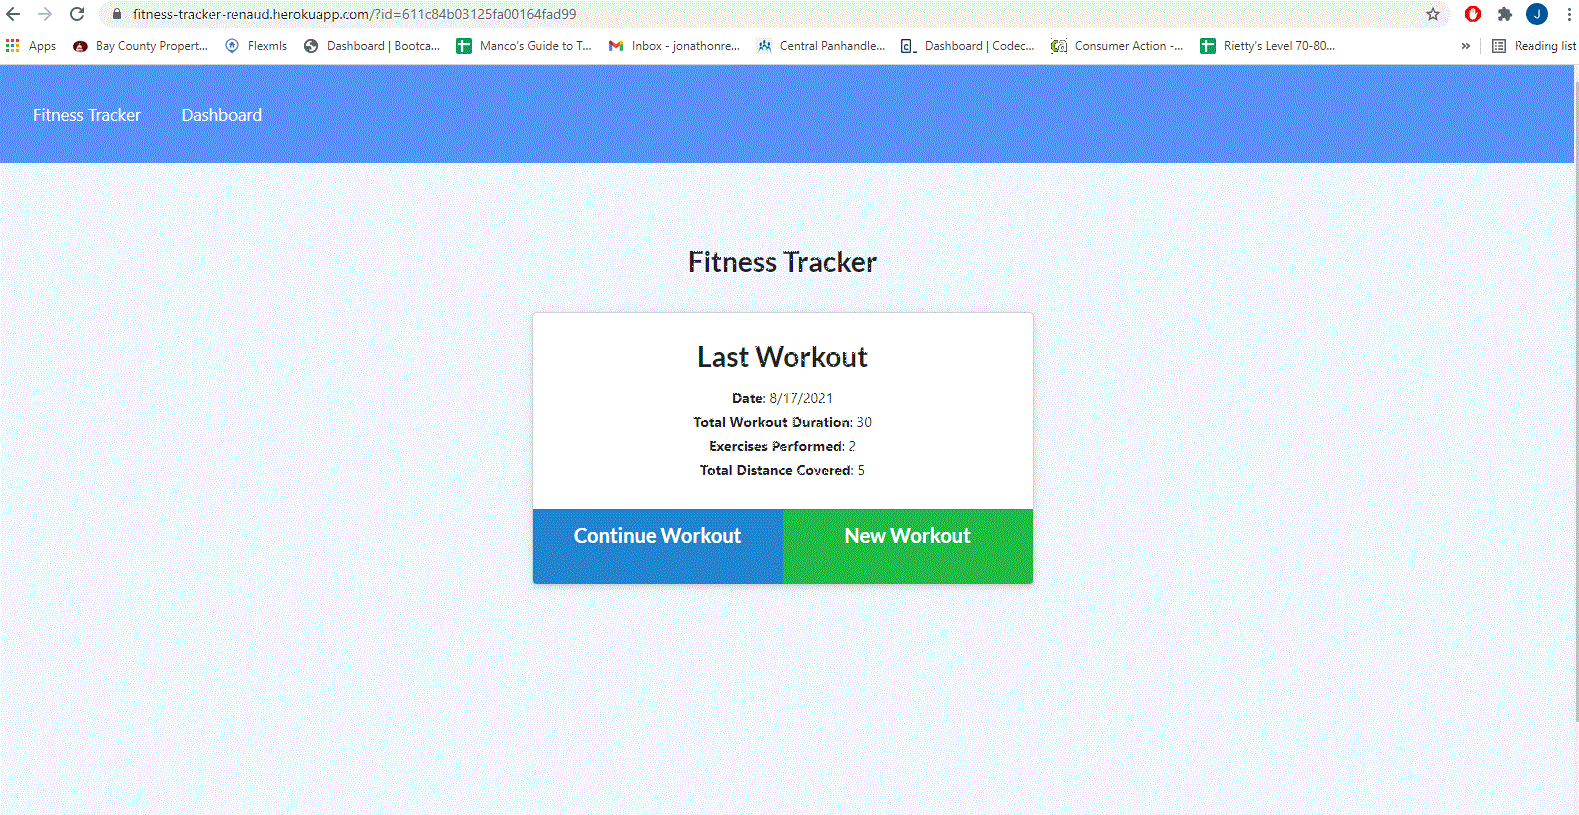 fitness-tracker-renaud.herokuapp.com/?id=611c84b03125fa00164fad99
J
Apps Bay County Propert... Flexmls Dashboard | Bootca... Manco's Guide to T... Inbox - jonathonre... Central Panhandle... Dashboard | Codec... Consumer Action -... Rietty's Level 70-80... » Reading list
Fitness Tracker Dashboard
Fitness Tracker
Last Workout
Date: 8/17/2021
Total Workout Duration: 30
Exercises Performed: 2
Total Distance Covered: 5
Continue Workout New Workout